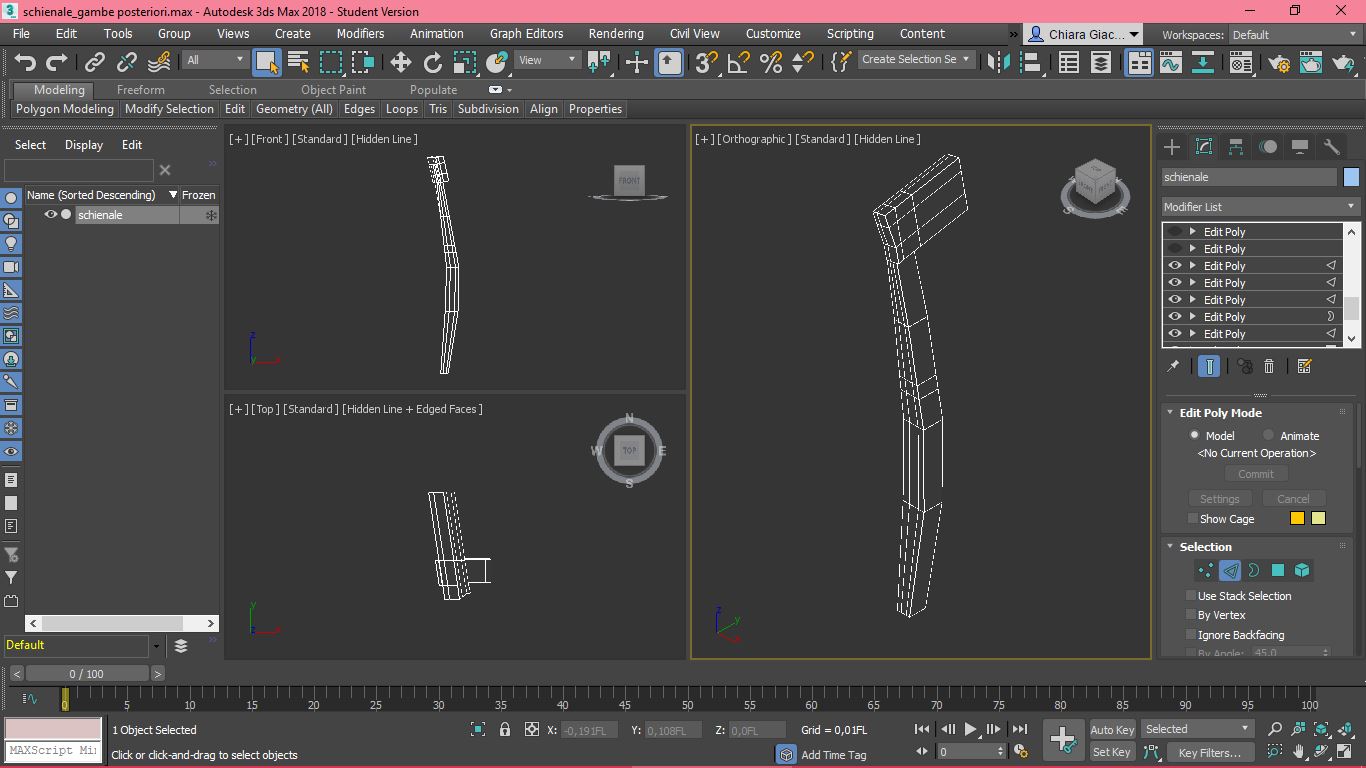 schienale_gambe posteriori.max - Autodesk 3ds Max 2018 - Student Version
File Edit Tools Group Views Create Modifiers Animation Graph Editors Rendering Civil View Customize Scripting Content » Chiara Giac... Workspaces: Default
All View Create Selection Se
Modeling Freeform Selection Object Paint Populate
Polygon Modeling Modify Selection Edit Geometry (All) Edges Loops Tris Subdivision Align Properties
Select Display Edit
Name (Sorted Descending) Frozen
schienale
[+] [Front] [Standard] [Hidden Line]
FRONT
z
[+] [Top] [Standard] [Hidden Line + Edged Faces]
N
W TOP E
S
y
[+] [Orthographic] [Standard] [Hidden Line]
TOP
FRONT
S E
z
y
schienale
Modifier List
Edit Poly
Edit Poly
Edit Poly
Edit Poly
Edit Poly
Edit Poly
Edit Poly
Edit Poly Mode
Model Animate
<No Current Operation>
Commit
Settings Cancel
Show Cage
Selection
Use Stack Selection
By Vertex
Ignore Backfacing
By Angle: 45,0
Default
< 0 / 100 >
0 5 10 15 20 25 30 35 40 45 50 55 60 65 70 75 80 85 90 95 100
1 Object Selected X: -0,191FL Y: 0,108FL Z: 0,0FL Grid = 0,01FL Auto Key Selected
MAXScript Mi Click or click-and-drag to select objects Add Time Tag 0 Set Key Key Filters...